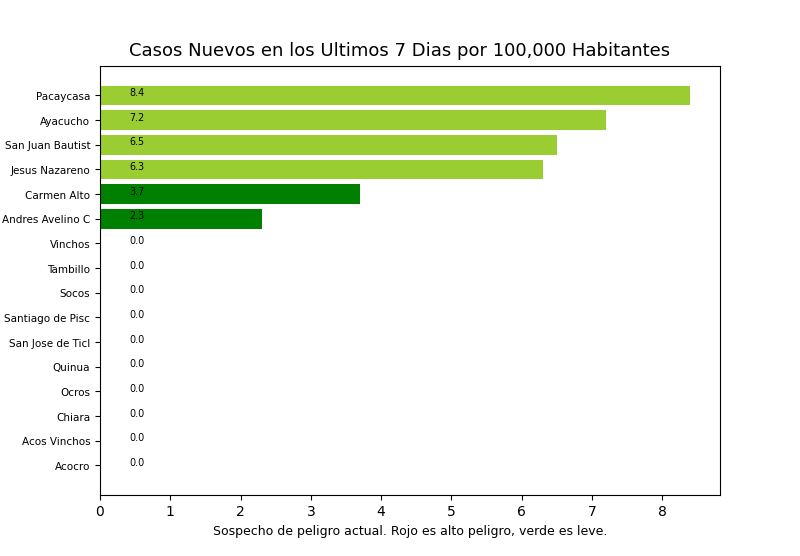 Casos Nuevos en los Ultimos 7 Dias por 100,000 Habitantes
Pacaycasa 8.4
Ayacucho 7.2
San Juan Bautist 6.5
Jesus Nazareno 6.3
Carmen Alto 3.7
Andres Avelino C 2.3
Vinchos 0.0
Tambillo 0.0
Socos 0.0
Santiago de Pisc 0.0
San Jose de Ticl 0.0
Quinua 0.0
Ocros 0.0
Chiara 0.0
Acos Vinchos 0.0
Acocro 0.0
0 1 2 3 4 5 6 7 8
Sospecho de peligro actual. Rojo es alto peligro, verde es leve.